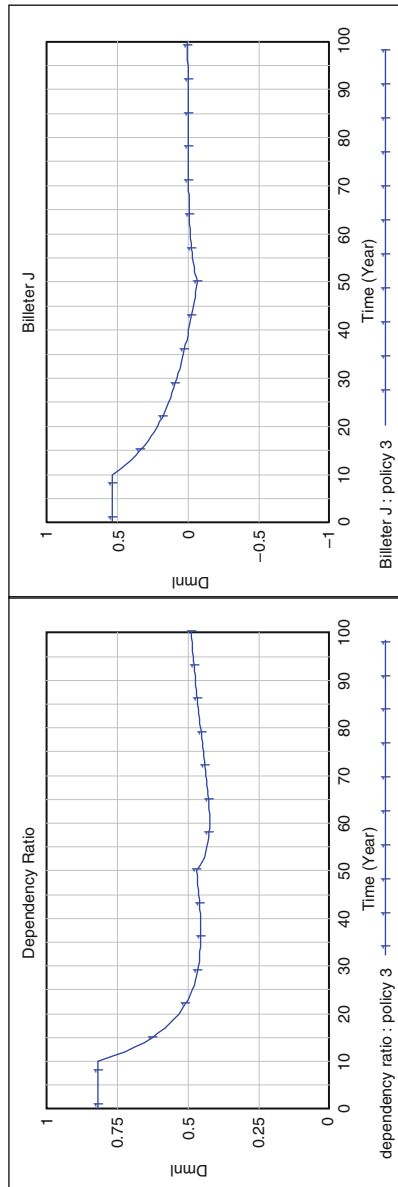 Dependency Ratio
1
0.75
0.5
0.25
0
Dmnl
0 10 20 30 40 50 60 70 80 90 100
Time (Year)
dependency ratio : policy 3
Billeter J
1
0.5
0
–0.5
–1
Dmnl
0 10 20 30 40 50 60 70 80 90 100
Time (Year)
Billeter J : policy 3